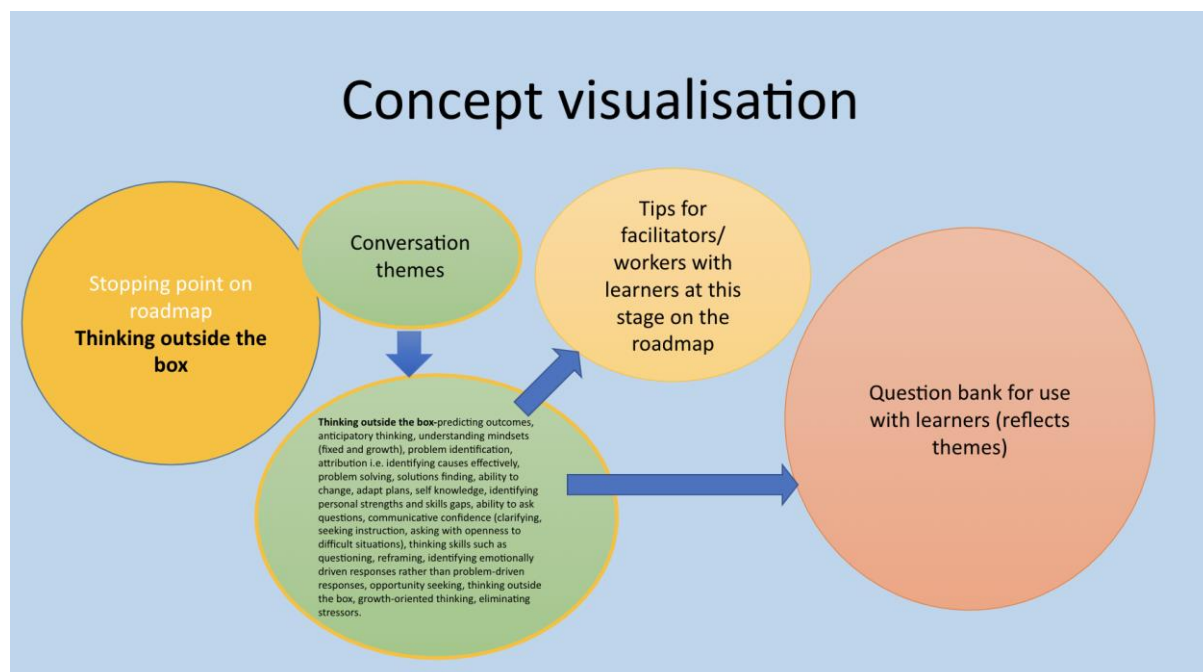 Concept visualisation
Stopping point on
roadmap
Thinking outside the
box
Conversation
themes
Tips for
facilitators/
workers with
learners at this
stage on the
roadmap
Thinking outside the box-predicting outcomes,
anticipatory thinking, understanding mindsets
(fixed and growth), problem identification,
attribution i.e. identifying causes effectively,
problem solving, solutions finding, ability to
change, adapt plans, self knowledge, identifying
personal strengths and skills gaps, ability to ask
questions, communicative confidence (clarifying,
seeking instruction, asking with openness to
difficult situations), thinking skills such as
questioning, reframing, identifying emotionally
driven responses rather than problem-driven
responses, opportunity seeking, thinking outside
the box, growth-oriented thinking, eliminating
stressors.
Question bank for use
with learners (reflects
themes)